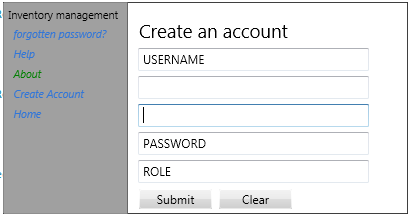 Inventory management
forgotten password?
Help
About
Create Account
Home
Create an account
USERNAME
PASSWORD
ROLE
Submit
Clear